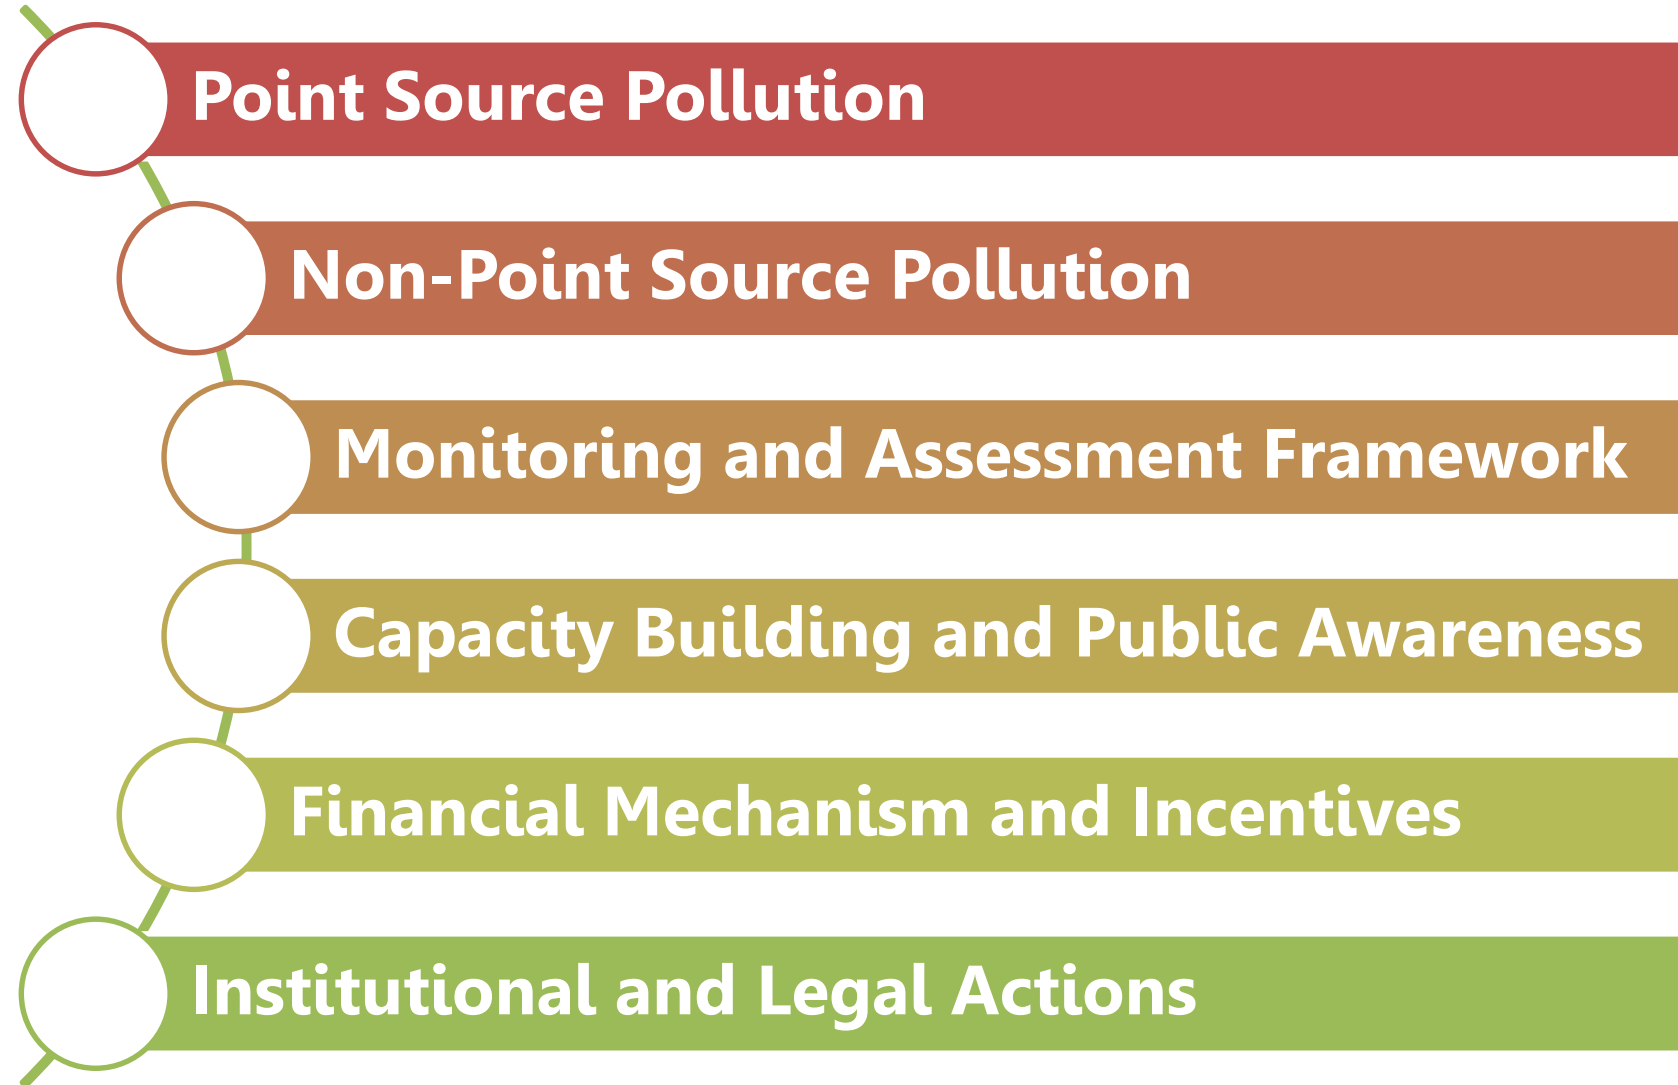 Point Source Pollution
Non-Point Source Pollution
Monitoring and Assessment Framework
Capacity Building and Public Awareness
Financial Mechanism and Incentives
Institutional and Legal Actions